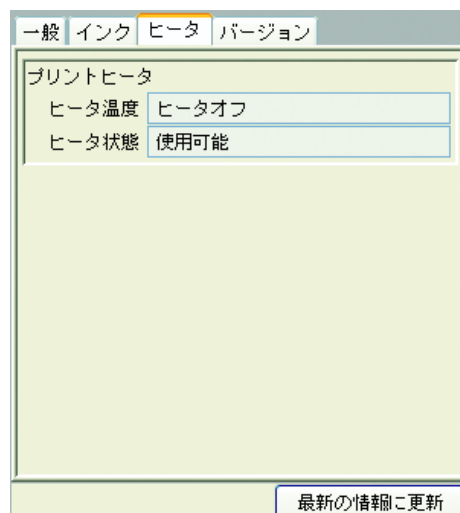 一般 インク ヒータ バージョン
プリントヒータ
ヒータ温度 ヒータオフ
ヒータ状態 使用可能
最新の情報に更新